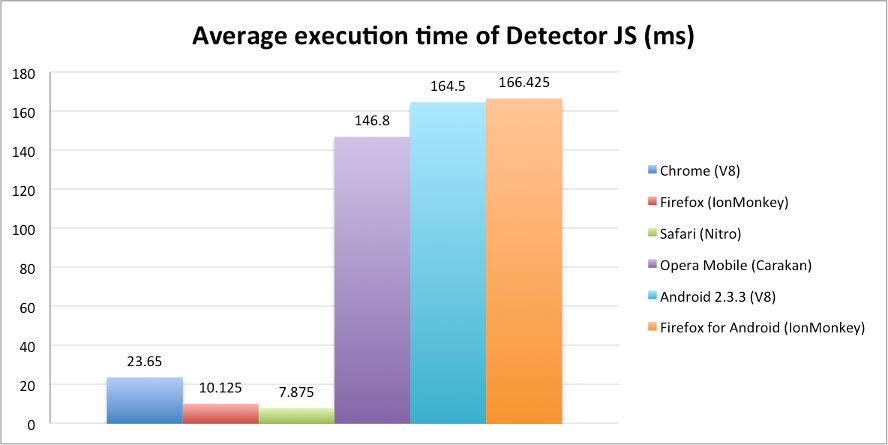 Average execution time of Detector JS (ms)
180
160
140
120
100
80
60
40
20
0
23.65
10.125
7.875
146.8
164.5
166.425
Chrome (V8)
Firefox (IonMonkey)
Safari (Nitro)
Opera Mobile (Carakan)
Android 2.3.3 (V8)
Firefox for Android (IonMonkey)